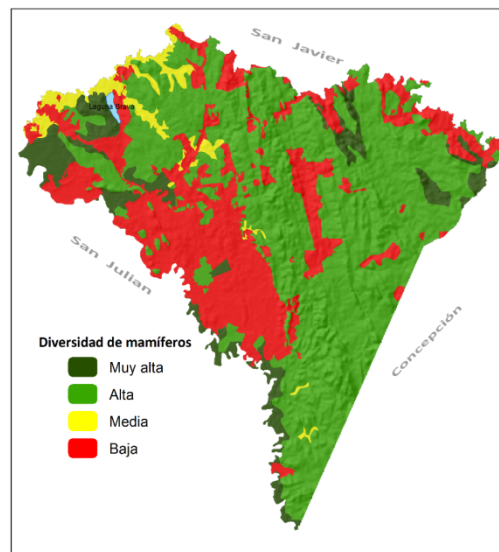 San Javier
Laguna Brava
San Julian
Concepción
Diversidad de mamíferos
Muy alta
Alta
Media
Baja